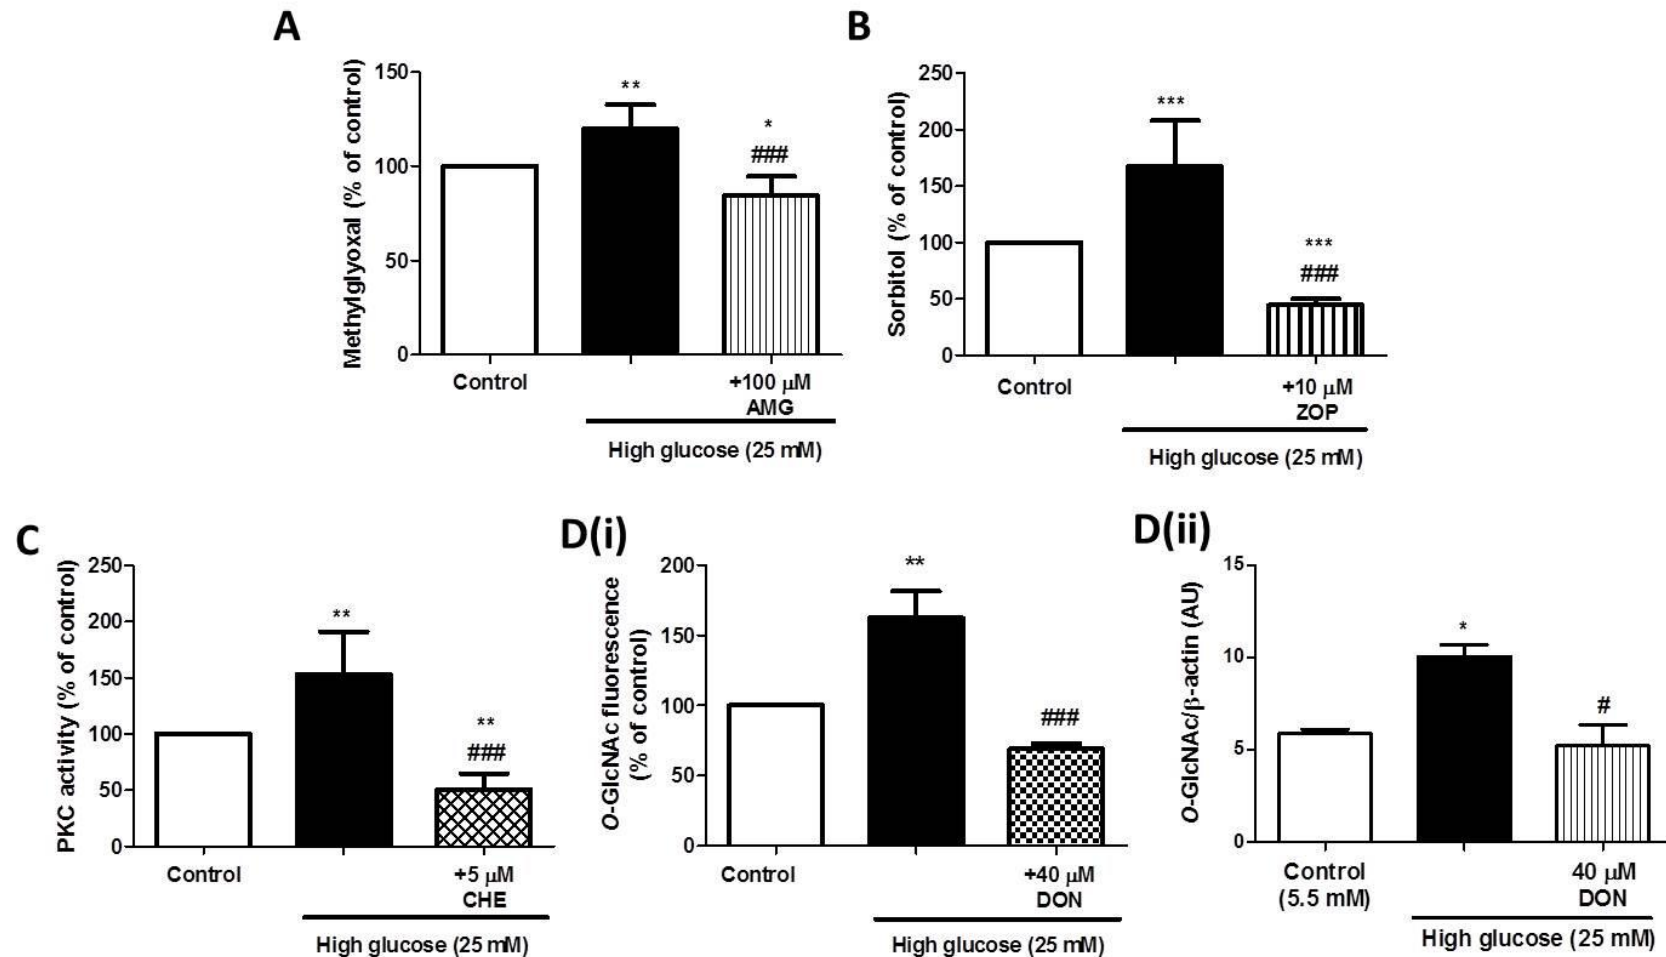 A
Methylglyoxal (% of control)
150
100
50
0
**
*
###
Control
+100 μM
AMG
High glucose (25 mM)
B
Sorbitol (% of control)
250
200
150
100
50
0
***
***
###
Control
+10 μM
ZOP
High glucose (25 mM)
C
PKC activity (% of control)
250
200
150
100
50
0
**
**
###
Control
+5 μM
CHE
High glucose (25 mM)
D(i)
O-GlcNAc fluorescence
(% of control)
200
150
100
50
0
**
###
Control
+40 μM
DON
High glucose (25 mM)
D(ii)
O-GlcNAc/β-actin (AU)
15
10
5
0
*
#
Control
(5.5 mM)
40 μM
DON
High glucose (25 mM)